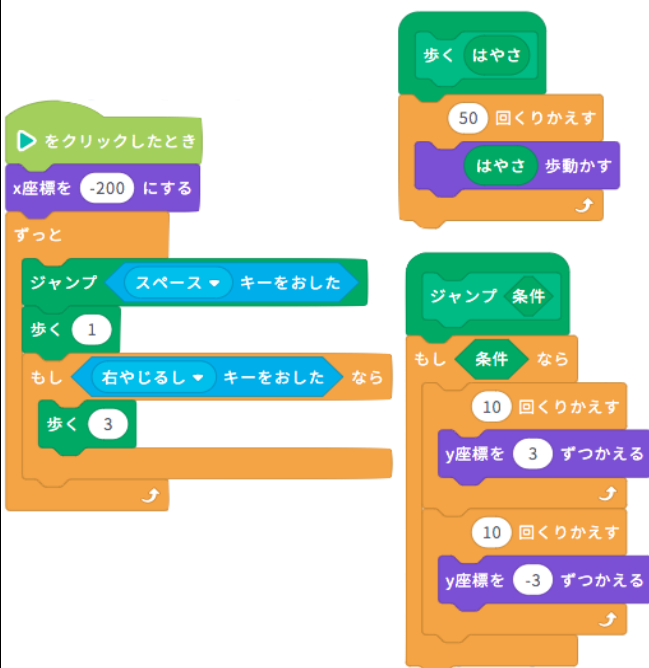 をクリックしたとき
x座標を -200 にする
ずっと
ジャンプ スペース キーをおした
歩く 1
もし 右やじるし キーをおした なら
歩く 3
歩く はやさ
50 回くりかえす
はやさ 歩動かす
ジャンプ 条件
もし 条件 なら
10 回くりかえす
y座標を 3 ずつかえる
10 回くりかえす
y座標を -3 ずつかえる